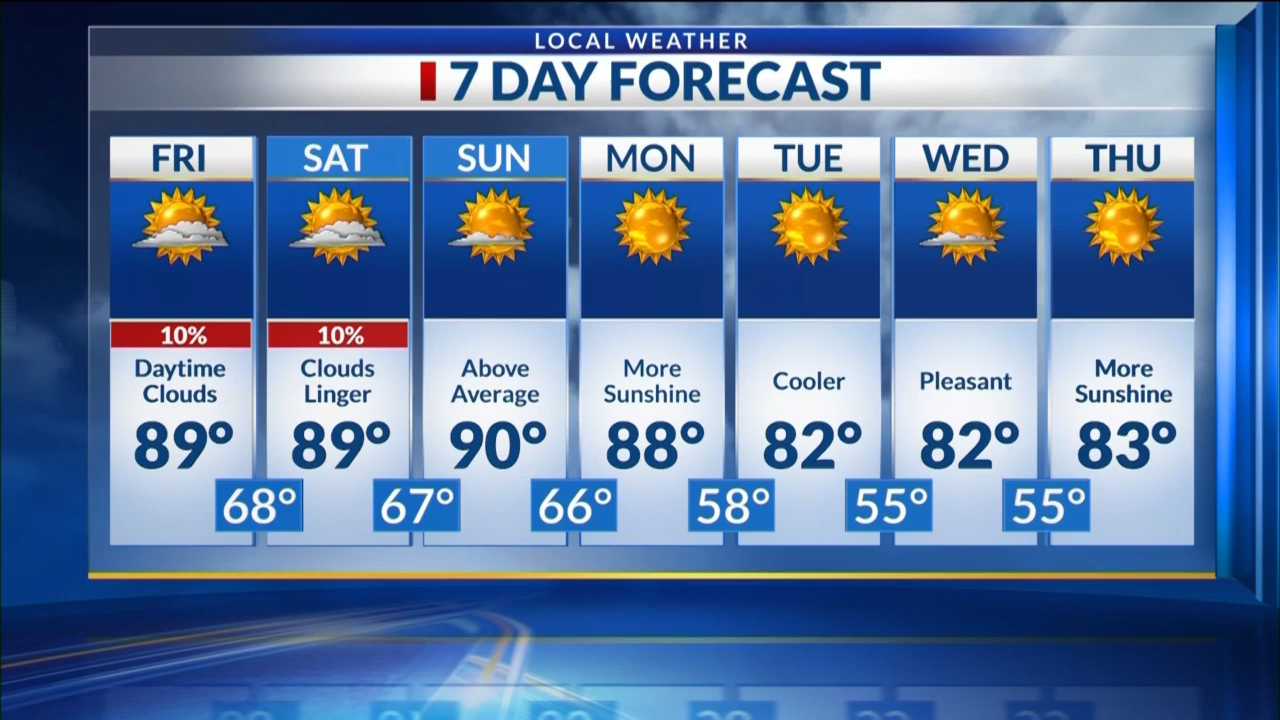 LOCAL WEATHER
7 DAY FORECAST
FRI SAT SUN MON TUE WED THU
10% 10%
Daytime Clouds Above More Cooler Pleasant More
Clouds Linger Average Sunshine Sunshine
89° 89° 90° 88° 82° 82° 83°
68° 67° 66° 58° 55° 55°